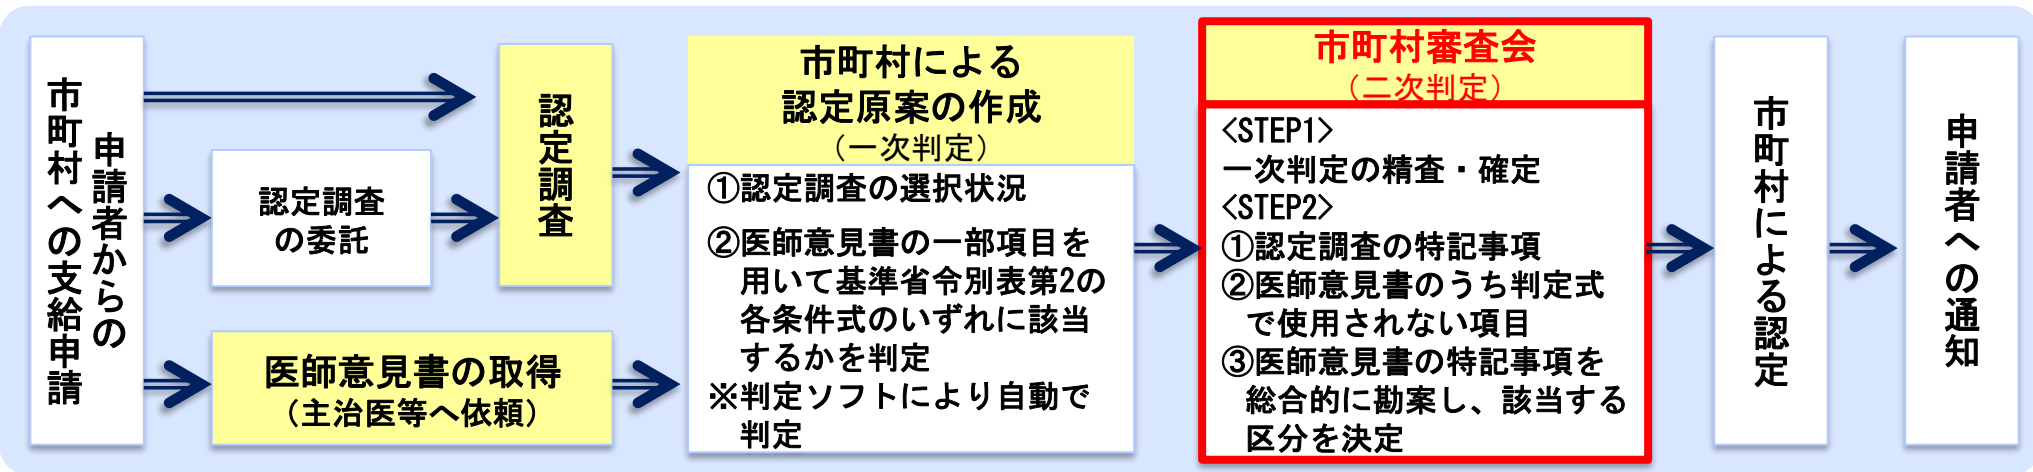 申請者からの
市町村への支給申請
認定調査
の委託
認定調査
医師意見書の取得
（主治医等へ依頼）
市町村による
認定原案の作成
（一次判定）
①認定調査の選択状況
②医師意見書の一部項目を
用いて基準省令別表第2の
各条件式のいずれに該当
するかを判定
※判定ソフトにより自動で
判定
市町村審査会
（二次判定）
<STEP1>
一次判定の精査・確定
<STEP2>
①認定調査の特記事項
②医師意見書のうち判定式
で使用されない項目
③医師意見書の特記事項を
総合的に勘案し、該当する
区分を決定
市町村による認定
申請者への通知